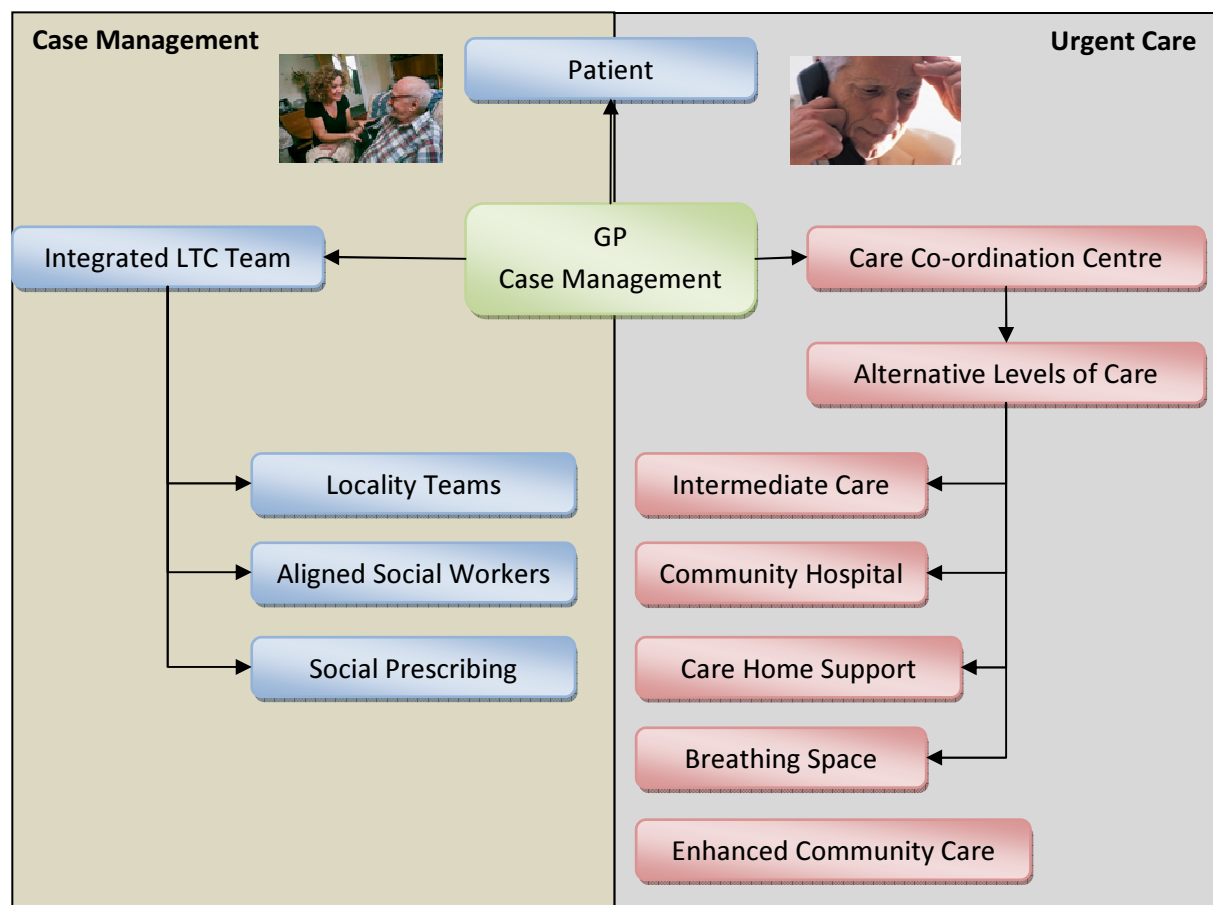 Case Management
Urgent Care
Patient
GP
Case Management
Integrated LTC Team
Care Co-ordination Centre
Alternative Levels of Care
Locality Teams
Intermediate Care
Aligned Social Workers
Community Hospital
Social Prescribing
Care Home Support
Breathing Space
Enhanced Community Care